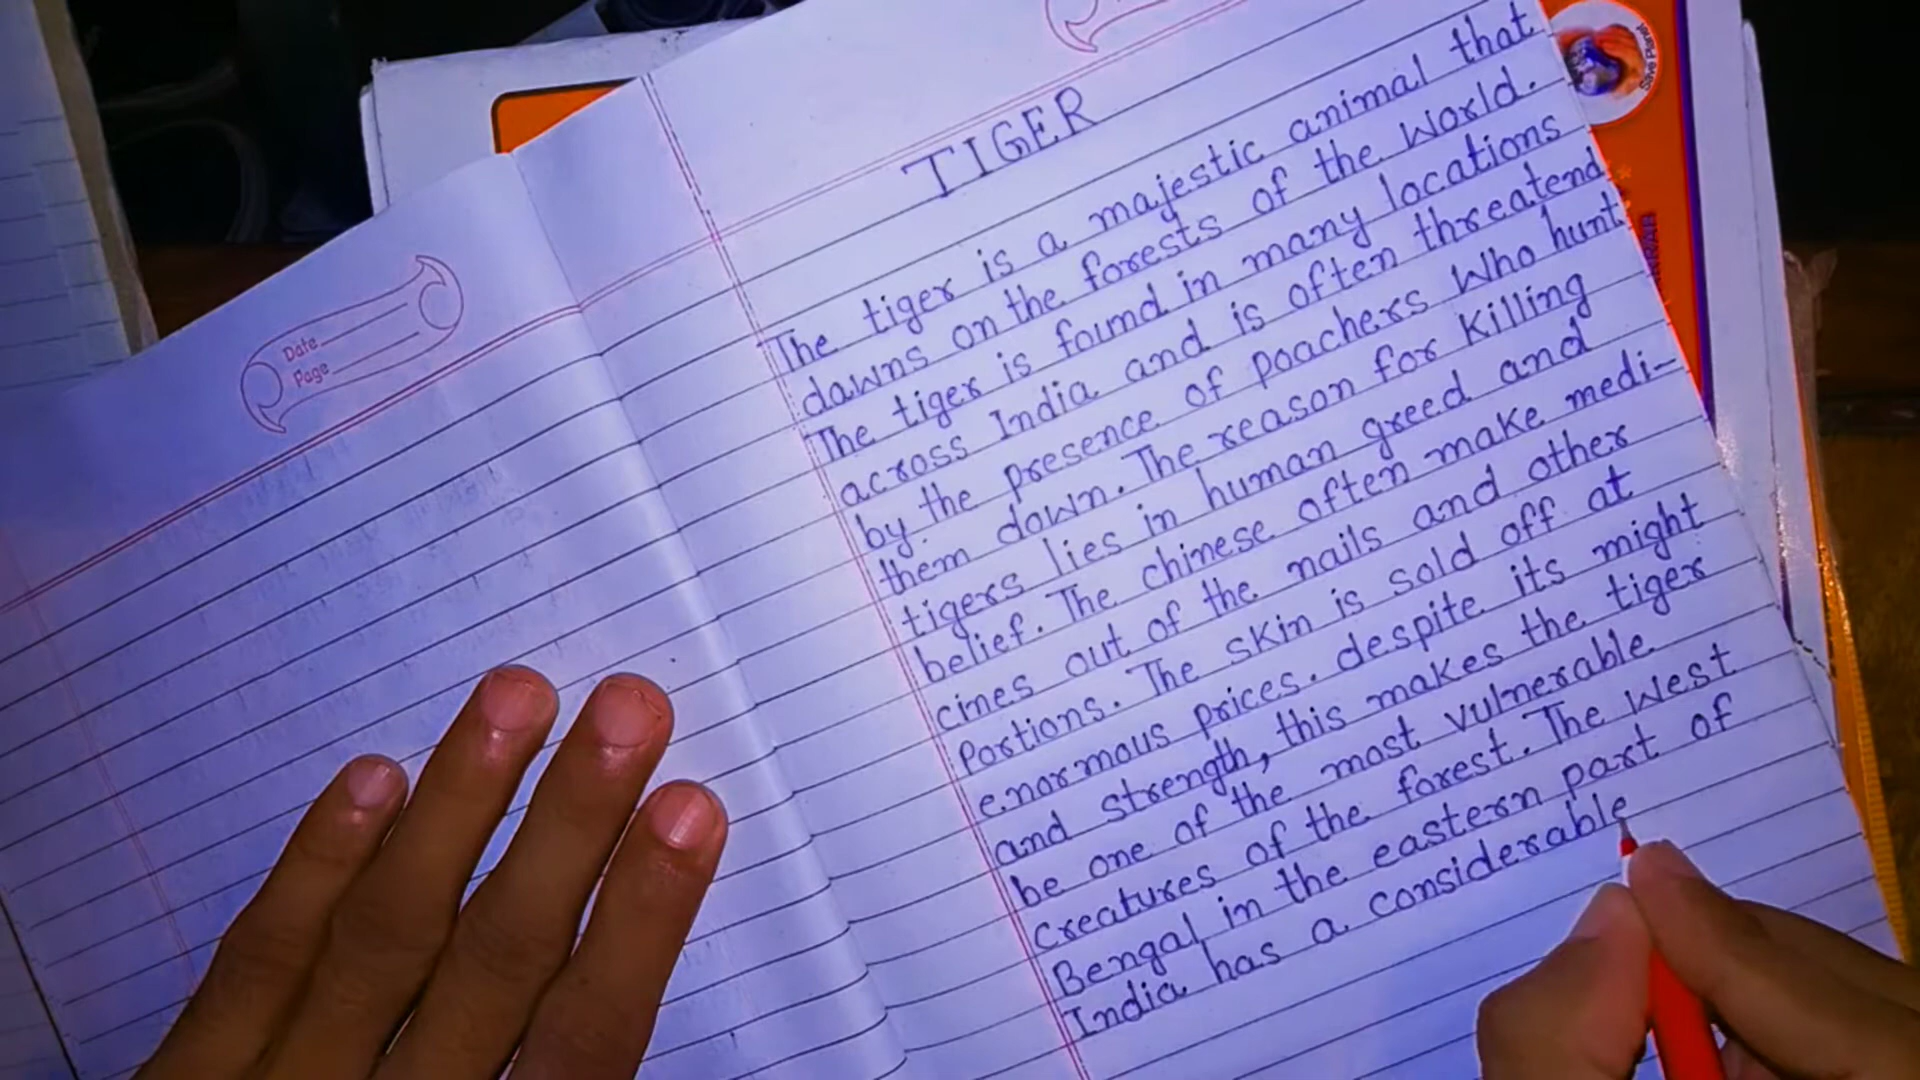 Date
Page
Save Planet
TIGER
The tiger is a majestic animal that
dawns on the forests of the World.
The tiger is found in many locations
across India and is often threatend
by the presence of poachers Who hunt
them down. The reason for Killing
tigers lies in human greed and
belief. The chinese often make medi-
cines out of the nails and other
Portions. The skin is sold off at
enormous prices. despite its might
and strength, this makes the tiger
be one of the most vulnerable
Creatures of the forest. The West
Bengal in the eastern part of
India has a considerable